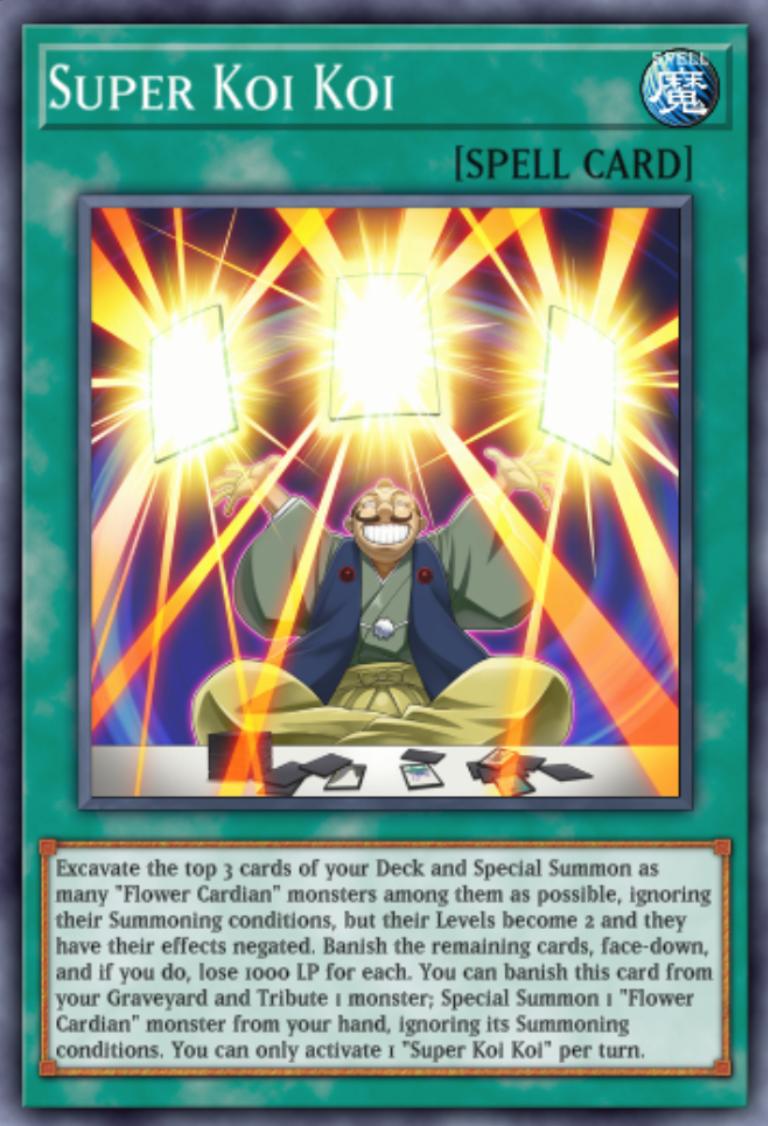 Super Koi Koi
SPELL
魔
[SPELL CARD]
Excavate the top 3 cards of your Deck and Special Summon as
many "Flower Cardian" monsters among them as possible, ignoring
their Summoning conditions, but their Levels become 2 and they
have their effects negated. Banish the remaining cards, face-down,
and if you do, lose 1000 LP for each. You can banish this card from
your Graveyard and Tribute 1 monster; Special Summon 1 "Flower
Cardian" monster from your hand, ignoring its Summoning
conditions. You can only activate 1 "Super Koi Koi" per turn.